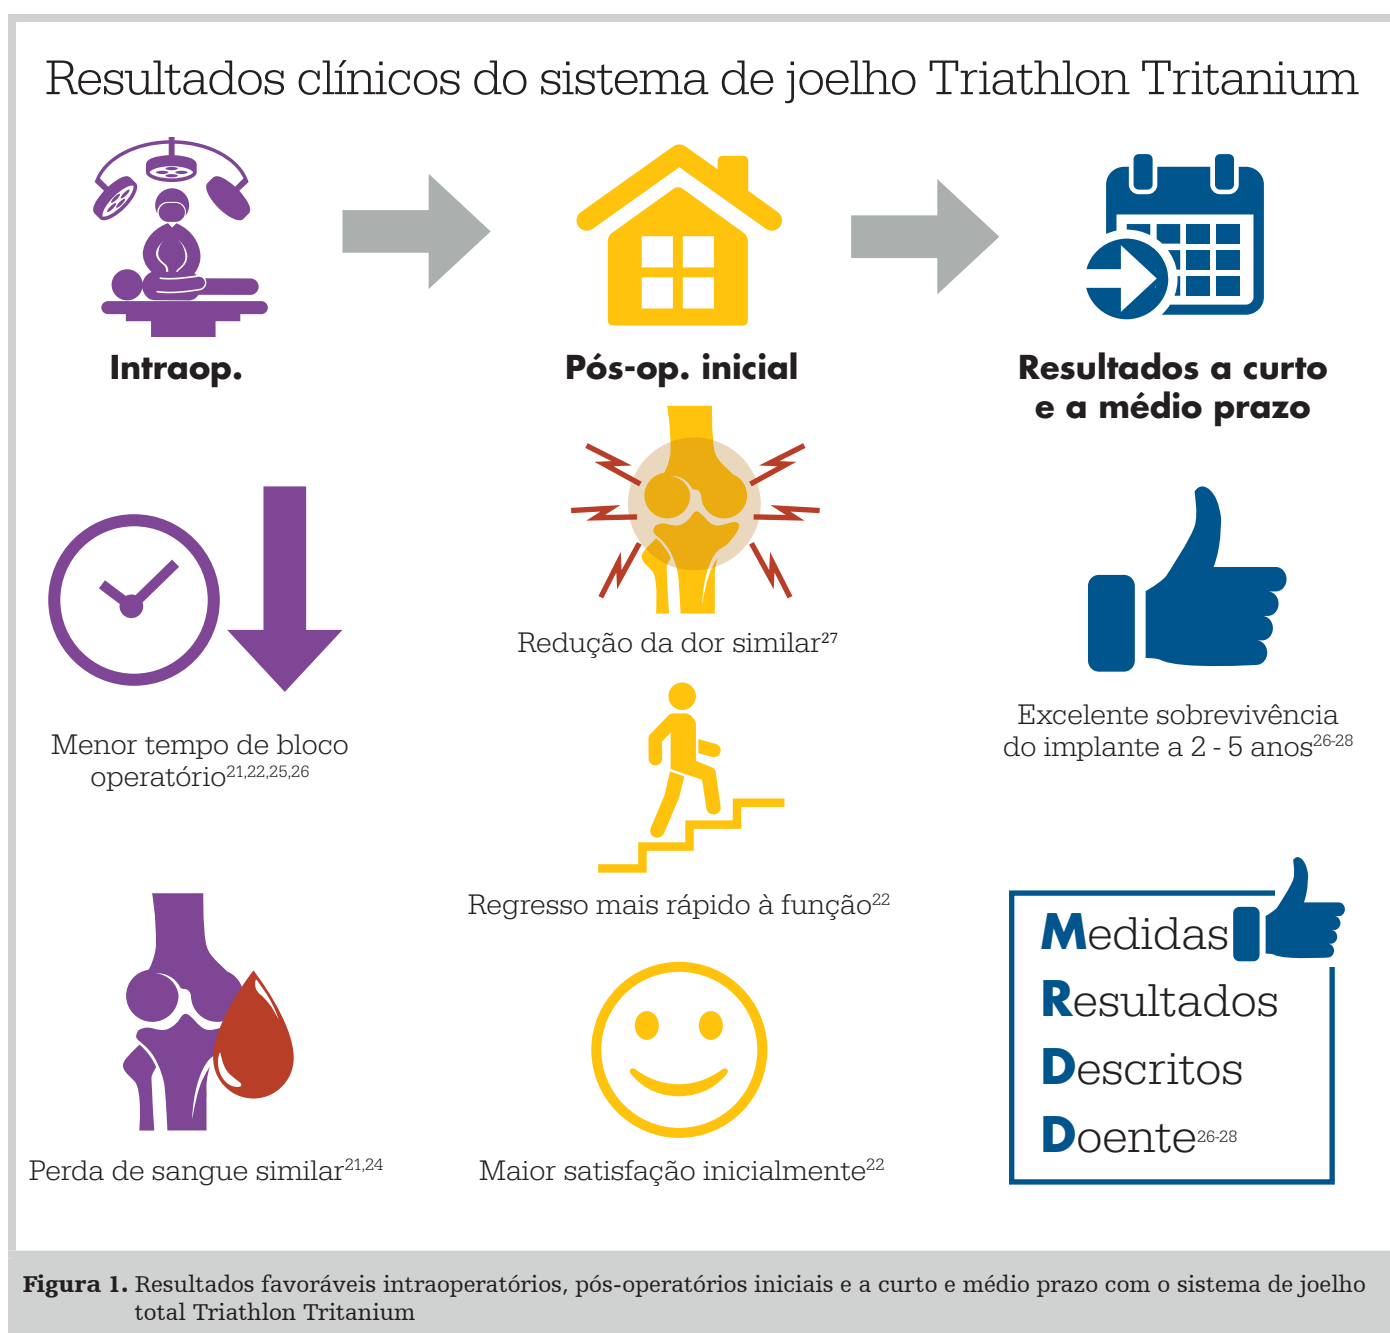 Resultados clínicos do sistema de joelho Triathlon Tritanium
Intraop.
Menor tempo de bloco
operatório21,22,25,26
Perda de sangue similar21,24
Pós-op. inicial
Redução da dor similar27
Regresso mais rápido à função22
Maior satisfação inicialmente22
Resultados a curto
e a médio prazo
Excelente sobrevivência
do implante a 2 - 5 anos26-28
Medidas
Resultados
Descritos
Doente26-28
Figura 1. Resultados favoráveis intraoperatórios, pós-operatórios iniciais e a curto e médio prazo com o sistema de joelho
total Triathlon Tritanium